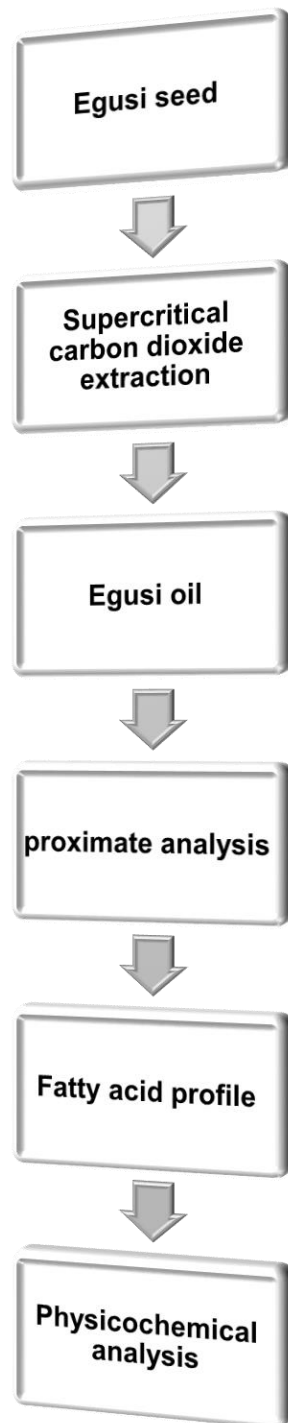 Egusi seed
Supercritical
carbon dioxide
extraction
Egusi oil
proximate analysis
Fatty acid profile
Physicochemical
analysis